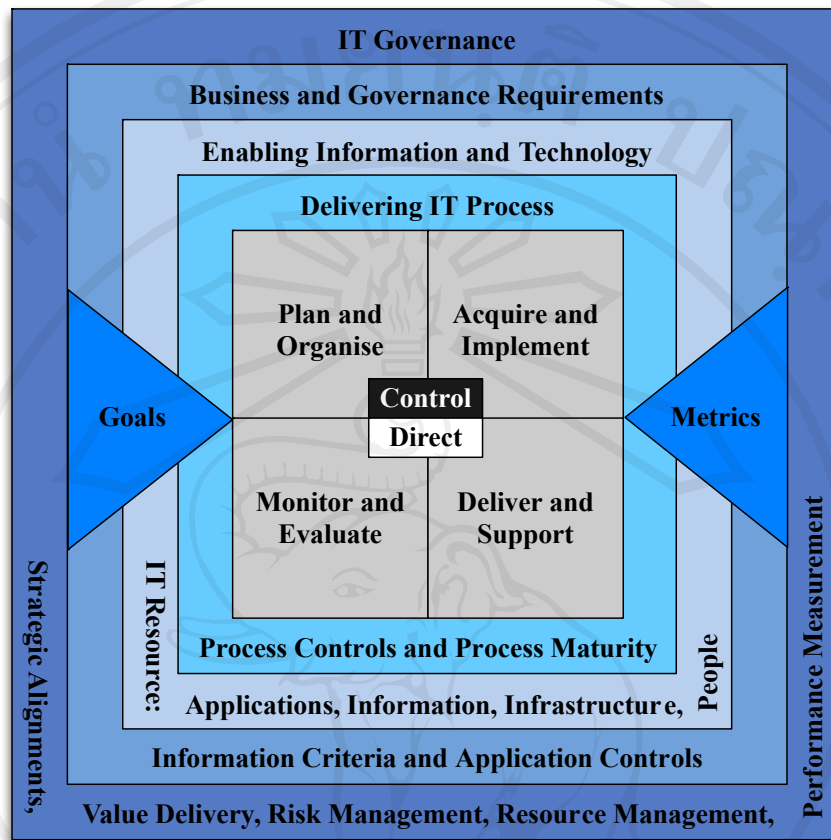 IT Governance
Business and Governance Requirements
Enabling Information and Technology
Delivering IT Process
Plan and
Organise
Acquire and
Implement
Control
Direct
Goals
Metrics
Monitor and
Evaluate
Deliver and
Support
Process Controls and Process Maturity
IT Resource:
Applications, Information, Infrastructure,
People
Information Criteria and Application Controls
Strategic Alignments,
Value Delivery, Risk Management, Resource Management,
Performance Measurement